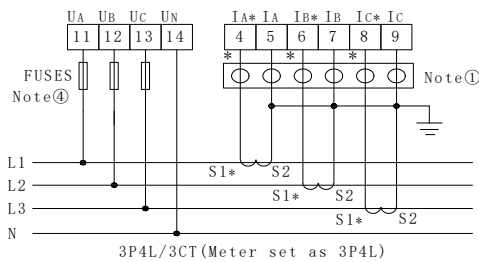 UA UB UC UN IA* IA IB* IB IC* IC
11 12 13 14 4 5 6 7 8 9
* * *
FUSES
Note④
Note①
L1
S1* S2
L2
S1* S2
L3
S1* S2
N
3P4L/3CT(Meter set as 3P4L)